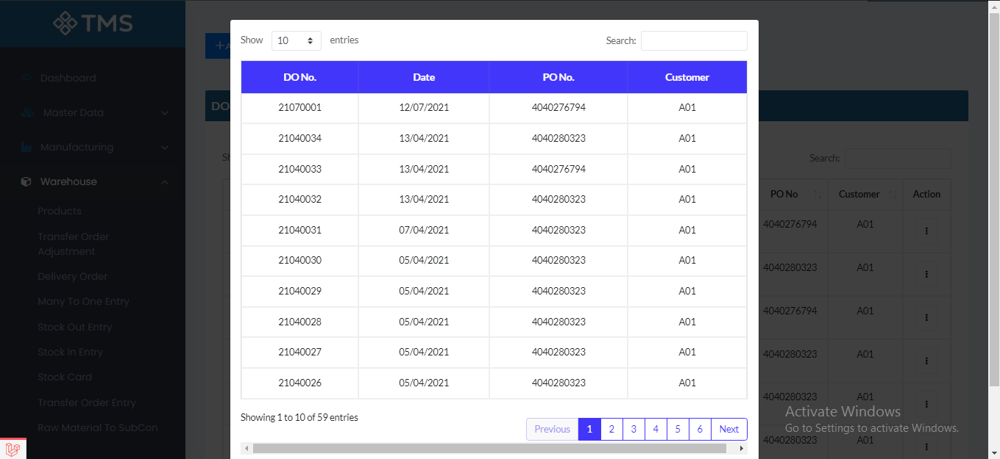 TMS
Dashboard
Master Data
Manufacturing
Warehouse
Products
Transfer Order
Adjustment
Delivery Order
Many To One Entry
Stock Out Entry
Stock In Entry
Stock Card
Transfer Order Entry
Raw Material To SubCon
DO
Show 10 entries Search:
DO No. Date PO No. Customer
21070001 12/07/2021 4040276794 A01
21040034 13/04/2021 4040280323 A01
21040033 13/04/2021 4040276794 A01
21040032 13/04/2021 4040280323 A01
21040031 07/04/2021 4040280323 A01
21040030 05/04/2021 4040280323 A01
21040029 05/04/2021 4040280323 A01
21040028 05/04/2021 4040280323 A01
21040027 05/04/2021 4040280323 A01
21040026 05/04/2021 4040280323 A01
Showing 1 to 10 of 59 entries
Previous 1 2 3 4 5 6 Next
Search:
PO No Customer Action
4040276794 A01
4040280323 A01
4040276794 A01
4040280323 A01
4040280323 A01
4040280323 A01
Activate Windows
Go to Settings to activate Windows.